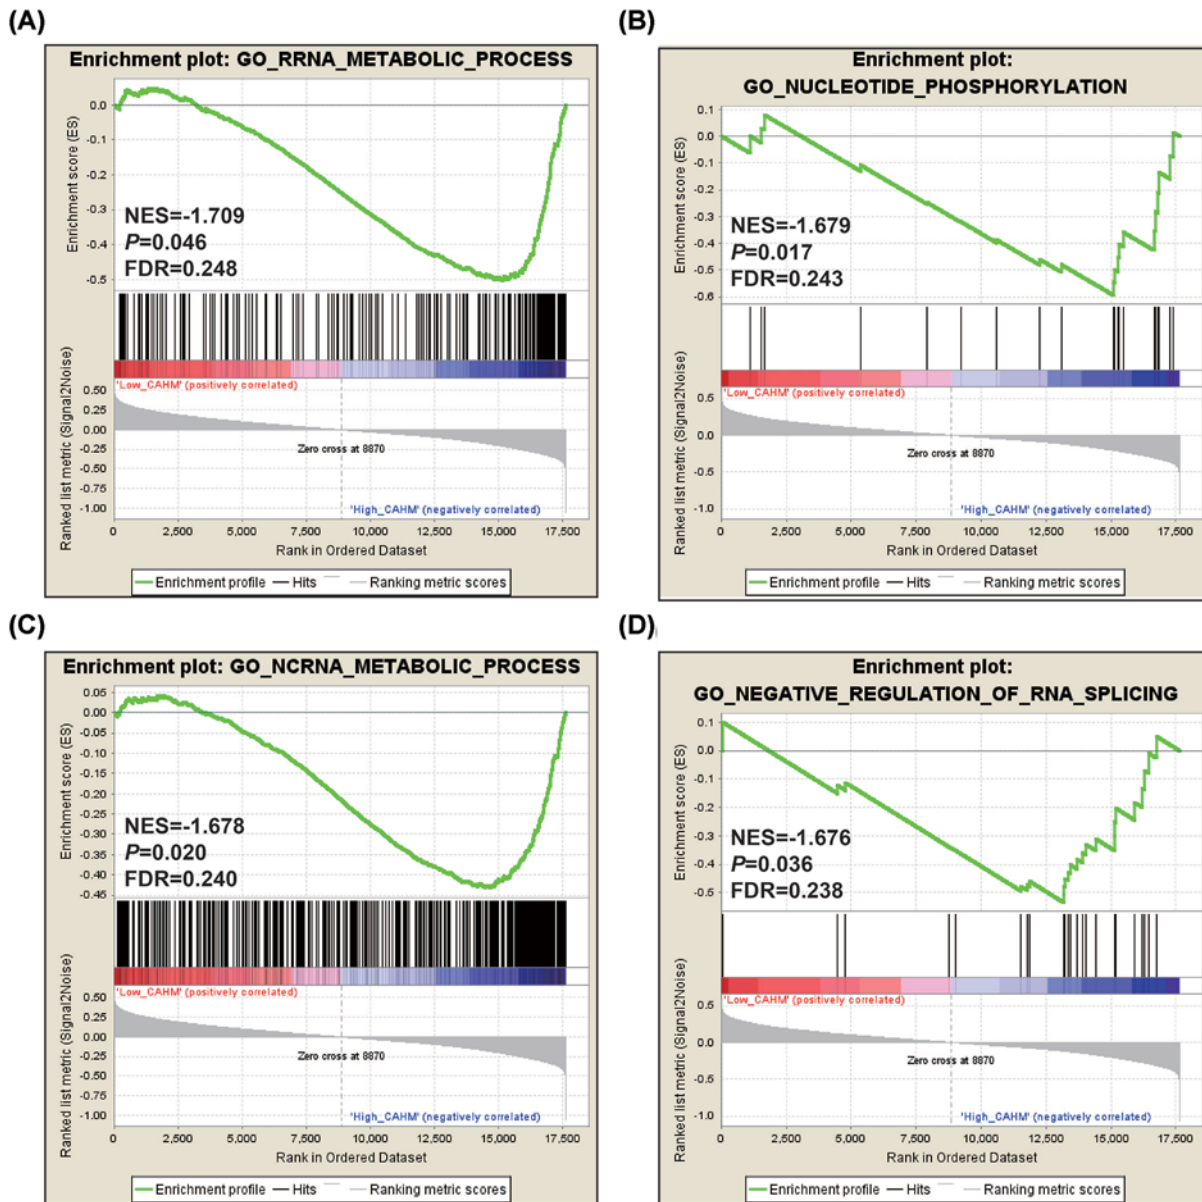 (A)
Enrichment plot: GO_RRNA_METABOLIC_PROCESS
Enrichment score (ES)
0.0
-0.1
-0.2
-0.3
-0.4
-0.5
NES=-1.709
P=0.046
FDR=0.248
Ranked list metric (Signal2Noise)
0.50
0.25
0.00
-0.25
-0.50
-0.75
-1.00
'Low_CAHM' (positively correlated)
Zero cross at 8870
'High_CAHM' (negatively correlated)
0 2,500 5,000 7,500 10,000 12,500 15,000 17,500
Rank in Ordered Dataset
Enrichment profile Hits Ranking metric scores
(B)
Enrichment plot:
GO_NUCLEOTIDE_PHOSPHORYLATION
Enrichment score (ES)
0.1
0.0
-0.1
-0.2
-0.3
-0.4
-0.5
-0.6
NES=-1.679
P=0.017
FDR=0.243
Ranked list metric (Signal2Noise)
0.5
0.0
-0.5
-1.0
'Low_CAHM' (positively correlated)
Zero cross at 8870
'High_CAHM' (negatively correlated)
0 2,500 5,000 7,500 10,000 12,500 15,000 17,500
Rank in Ordered Dataset
Enrichment profile Hits Ranking metric scores
(C)
Enrichment plot: GO_NCRNA_METABOLIC_PROCESS
Enrichment score (ES)
0.05
0.00
-0.05
-0.10
-0.15
-0.20
-0.25
-0.30
-0.35
-0.40
-0.45
NES=-1.678
P=0.020
FDR=0.240
Ranked list metric (Signal2Noise)
0.50
0.25
0.00
-0.25
-0.50
-0.75
-1.00
'Low_CAHM' (positively correlated)
Zero cross at 8870
'High_CAHM' (negatively correlated)
0 2,500 5,000 7,500 10,000 12,500 15,000 17,500
Rank in Ordered Dataset
Enrichment profile Hits Ranking metric scores
(D)
Enrichment plot:
GO_NEGATIVE_REGULATION_OF_RNA_SPLICING
Enrichment score (ES)
0.1
0.0
-0.1
-0.2
-0.3
-0.4
-0.5
NES=-1.676
P=0.036
FDR=0.238
Ranked list metric (Signal2Noise)
0.5
0.0
-0.5
-1.0
'Low_CAHM' (positively correlated)
Zero cross at 8870
'High_CAHM' (negatively correlated)
0 2,500 5,000 7,500 10,000 12,500 15,000 17,500
Rank in Ordered Dataset
Enrichment profile Hits Ranking metric scores